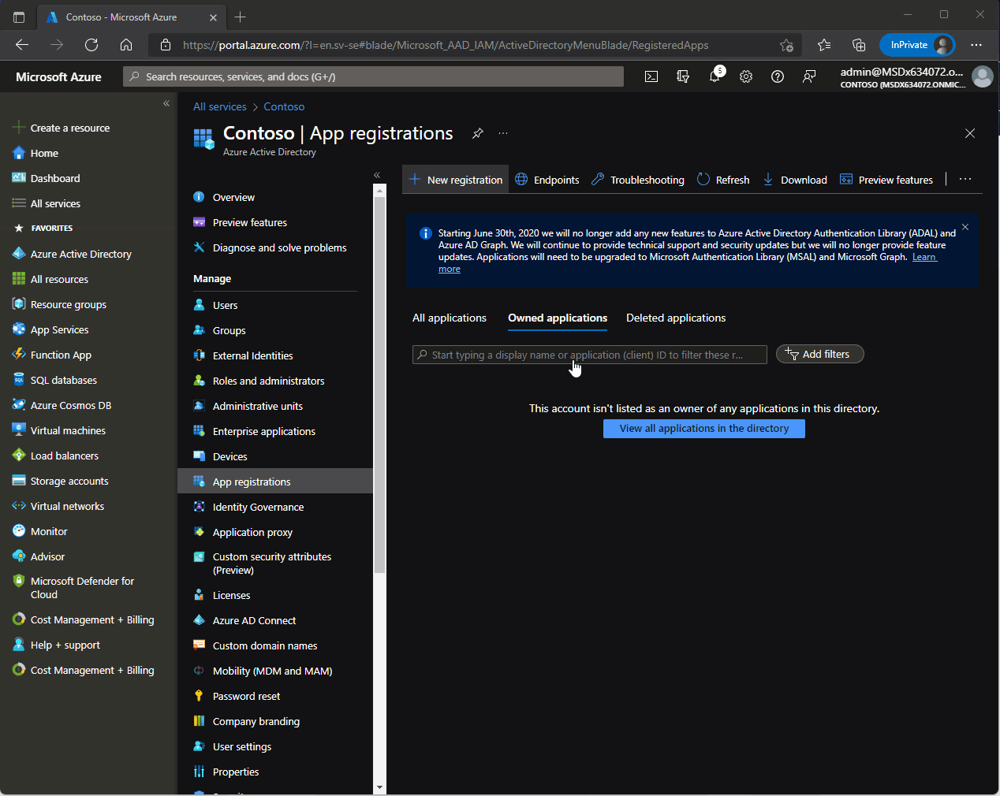 Contoso - Microsoft Azure
https://portal.azure.com/?l=en.sv-se#blade/Microsoft_AAD_IAM/ActiveDirectoryMenuBlade/RegisteredApps
InPrivate
Microsoft Azure
Search resources, services, and docs (G+/)
5
admin@MSDx634072.o...
CONTOSO (MSDX634072.ONMIC...
«
Create a resource
Home
Dashboard
All services
FAVORITES
Azure Active Directory
All resources
Resource groups
App Services
Function App
SQL databases
Azure Cosmos DB
Virtual machines
Load balancers
Storage accounts
Virtual networks
Monitor
Advisor
Microsoft Defender for
Cloud
Cost Management + Billing
Help + support
Cost Management + Billing
All services > Contoso
Contoso | App registrations
Azure Active Directory
«
Overview
Preview features
Diagnose and solve problems
Manage
Users
Groups
External Identities
Roles and administrators
Administrative units
Enterprise applications
Devices
App registrations
Identity Governance
Application proxy
Custom security attributes
(Preview)
Licenses
Azure AD Connect
Custom domain names
Mobility (MDM and MAM)
Password reset
Company branding
User settings
Properties
New registration
Endpoints
Troubleshooting
Refresh
Download
Preview features
Starting June 30th, 2020 we will no longer add any new features to Azure Active Directory Authentication Library (ADAL) and
Azure AD Graph. We will continue to provide technical support and security updates but we will no longer provide feature
updates. Applications will need to be upgraded to Microsoft Authentication Library (MSAL) and Microsoft Graph. Learn
more
All applications
Owned applications
Deleted applications
Start typing a display name or application (client) ID to filter these r...
Add filters
This account isn't listed as an owner of any applications in this directory.
View all applications in the directory